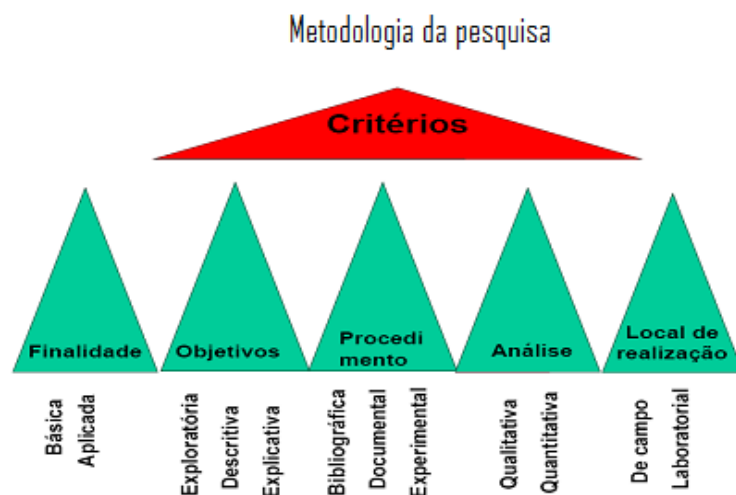 Metodologia da pesquisa
Critérios
Finalidade
Objetivos
Procedi
mento
Análise
Local de
realização
Básica
Aplicada
Exploratória
Descritiva
Explicativa
Bibliográfica
Documental
Experimental
Qualitativa
Quantitativa
De campo
Laboratorial